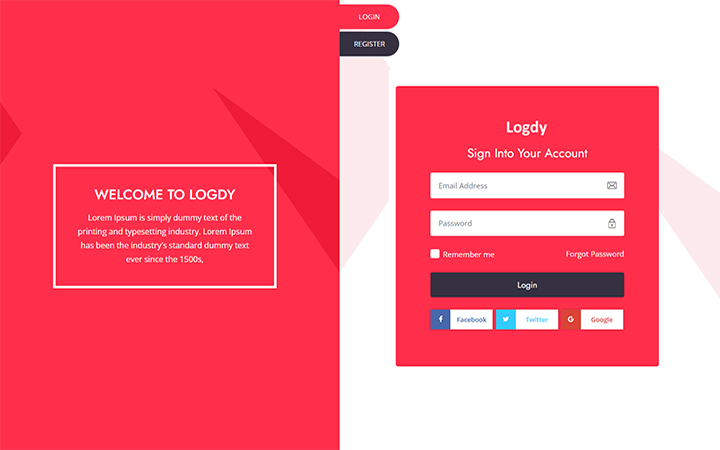 LOGIN
REGISTER
WELCOME TO LOGDY
Lorem Ipsum is simply dummy text of the
printing and typesetting industry. Lorem Ipsum
has been the industry's standard dummy text
ever since the 1500s,
Logdy
Sign Into Your Account
Email Address
Password
Remember me
Forgot Password
Login
f Facebook
Twitter
G Google